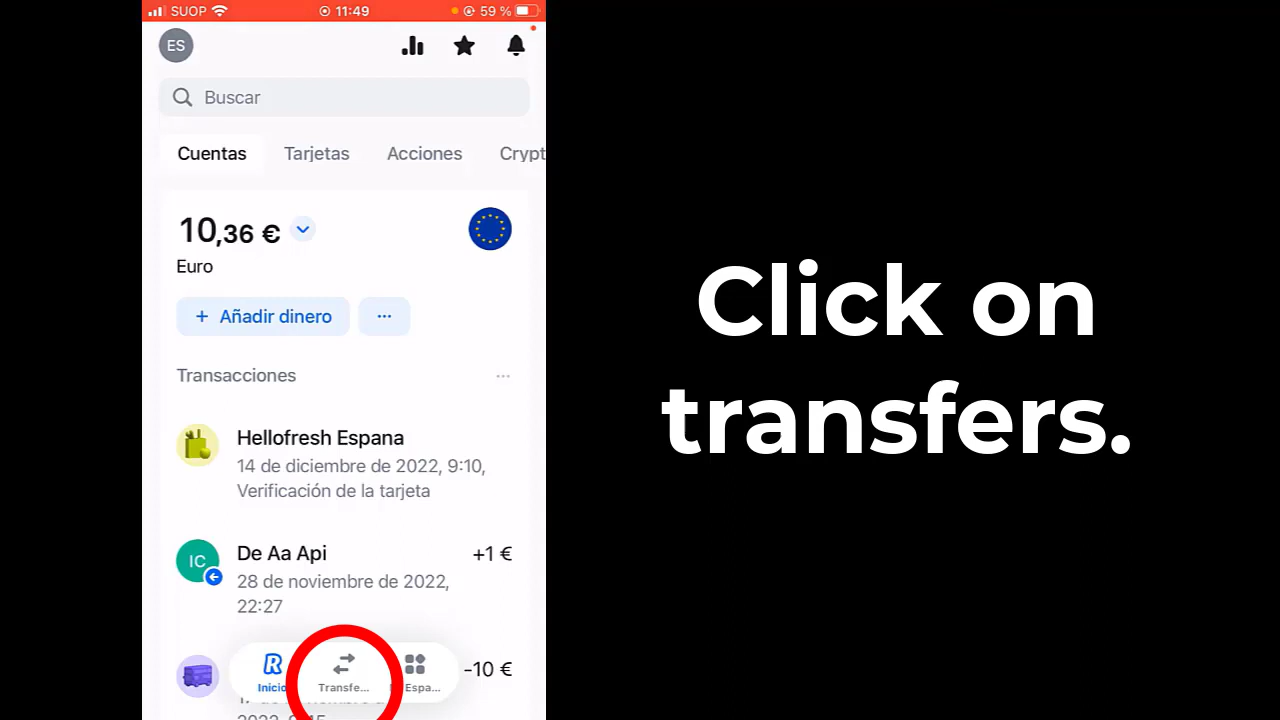 SUOP 11:49 59 %
ES
Buscar
Cuentas Tarjetas Acciones Crypt
10,36 €
Euro
+ Añadir dinero ...
Transacciones ...
Hellofresh Espana
14 de diciembre de 2022, 9:10,
Verificación de la tarjeta
IC De Aa Api +1 €
28 de noviembre de 2022,
22:27
-10 €
R
Inicio Transfe... Espa...
Click on
transfers.